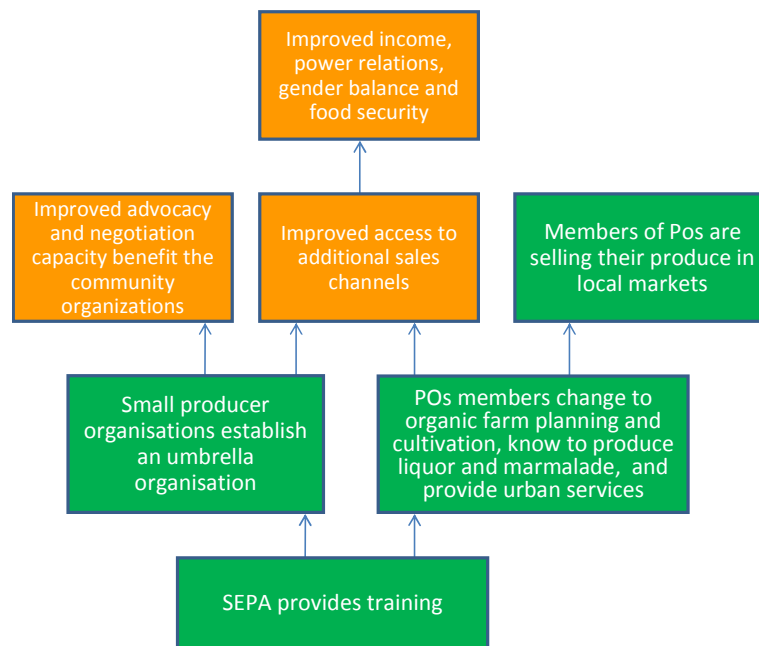 Improved income,
power relations,
gender balance and
food security
Improved advocacy
and negotiation
capacity benefit the
community
organizations
Improved access to
additional sales
channels
Members of Pos are
selling their produce in
local markets
Small producer
organisations establish
an umbrella
organisation
POs members change to
organic farm planning and
cultivation, know to produce
liquor and marmalade, and
provide urban services
SEPA provides training